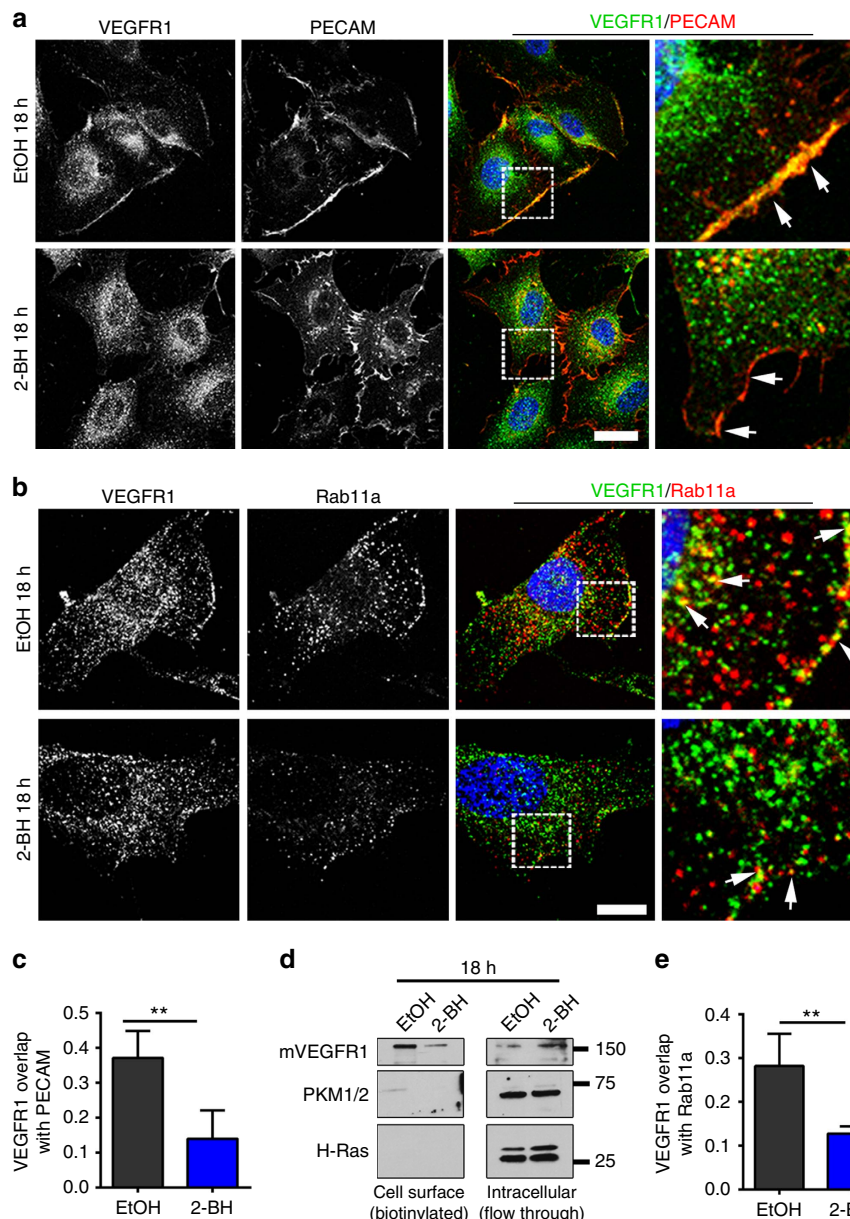 a
VEGFR1 PECAM VEGFR1/PECAM
EtOH 18 h
2-BH 18 h
b
VEGFR1 Rab11a VEGFR1/Rab11a
EtOH 18 h
2-BH 18 h
c
VEGFR1 overlap
with PECAM
0.5
0.4
0.3
0.2
0.1
0.0
**
EtOH 2-BH
d
18 h
EtOH 2-BH EtOH 2-BH
mVEGFR1 150
PKM1/2 75
H-Ras 25
Cell surface
(biotinylated)
Intracellular
(flow through)
e
VEGFR1 overlap
with Rab11a
0.4
0.3
0.2
0.1
0.0
**
EtOH 2-B